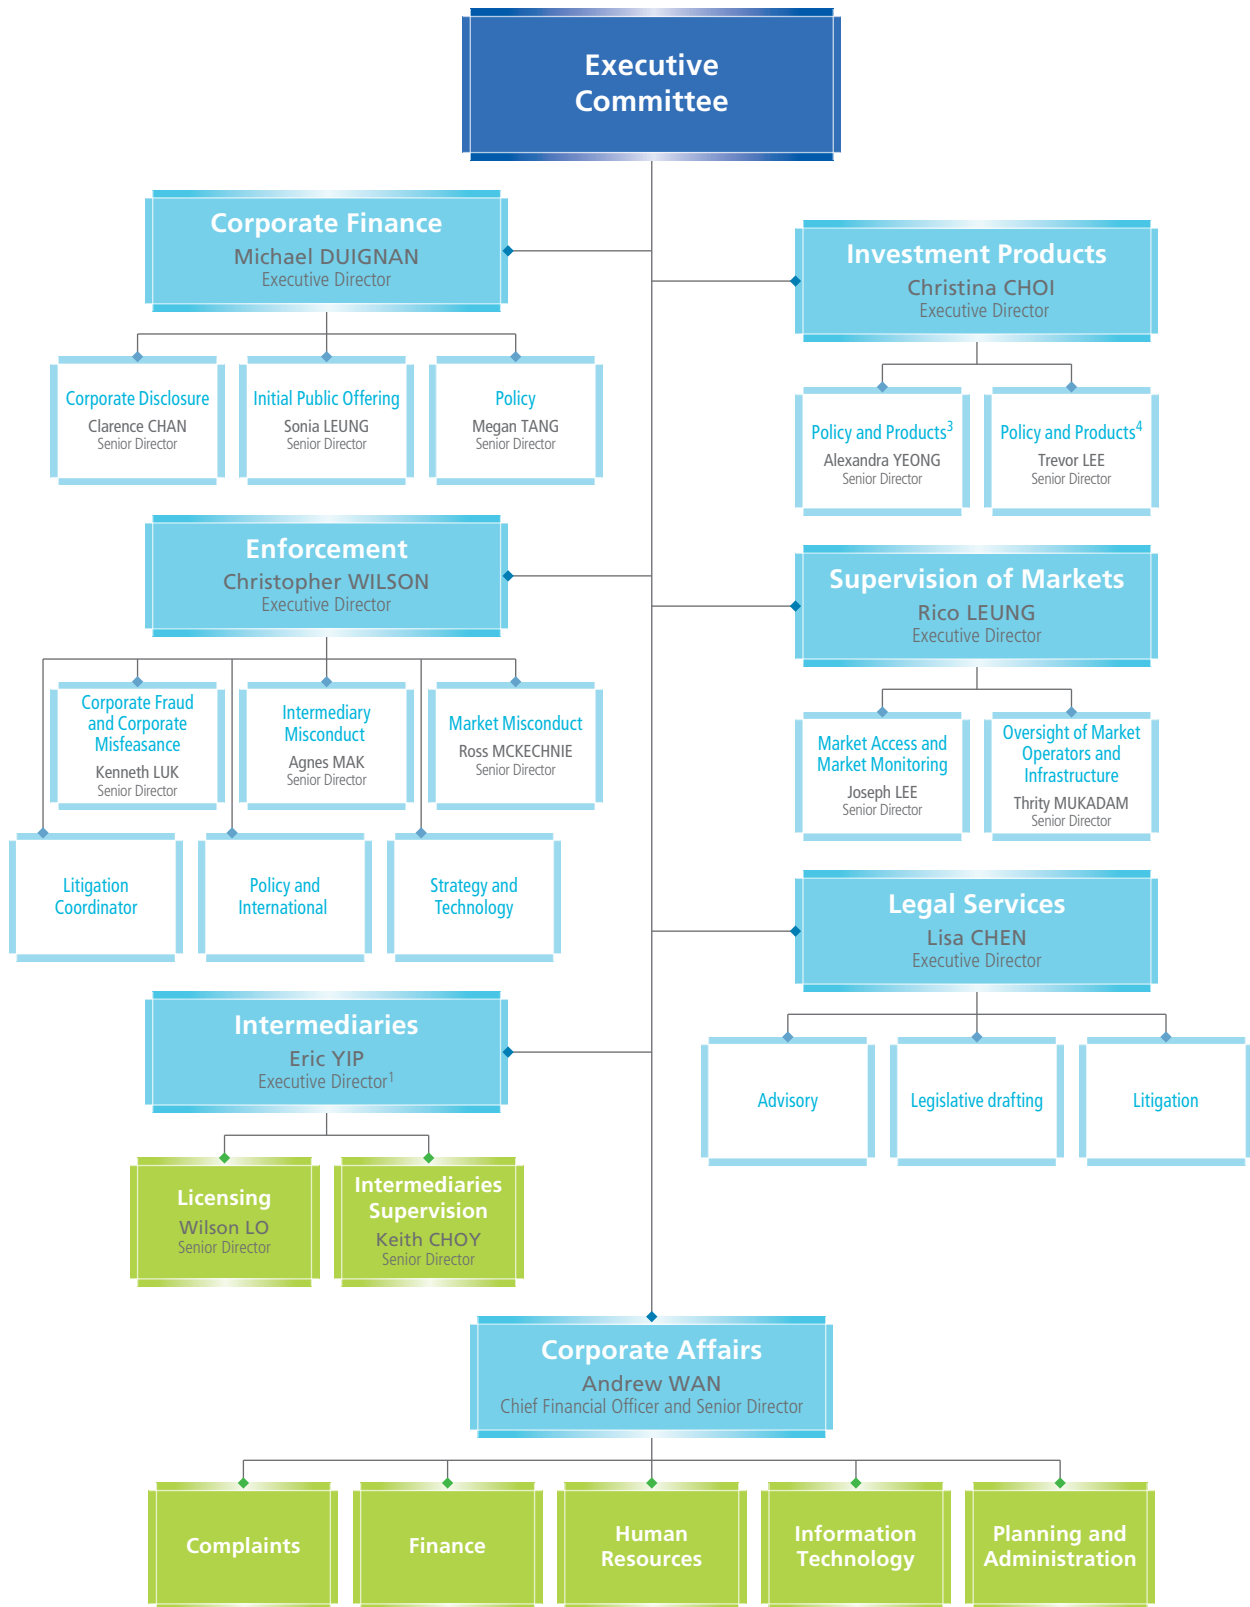 Executive
Committee
Corporate Finance
Michael DUIGNAN
Executive Director
Corporate Disclosure
Clarence CHAN
Senior Director
Initial Public Offering
Sonia LEUNG
Senior Director
Policy
Megan TANG
Senior Director
Investment Products
Christina CHOI
Executive Director
Policy and Products3
Alexandra YEONG
Senior Director
Policy and Products4
Trevor LEE
Senior Director
Enforcement
Christopher WILSON
Executive Director
Corporate Fraud
and Corporate
Misfeasance
Kenneth LUK
Senior Director
Intermediary
Misconduct
Agnes MAK
Senior Director
Market Misconduct
Ross MCKECHNIE
Senior Director
Litigation
Coordinator
Policy and
International
Strategy and
Technology
Supervision of Markets
Rico LEUNG
Executive Director
Market Access and
Market Monitoring
Joseph LEE
Senior Director
Oversight of Market
Operators and
Infrastructure
Thrity MUKADAM
Senior Director
Legal Services
Lisa CHEN
Executive Director
Advisory
Legislative drafting
Litigation
Intermediaries
Eric YIP
Executive Director1
Licensing
Wilson LO
Senior Director
Intermediaries
Supervision
Keith CHOY
Senior Director
Corporate Affairs
Andrew WAN
Chief Financial Officer and Senior Director
Complaints
Finance
Human
Resources
Information
Technology
Planning and
Administration